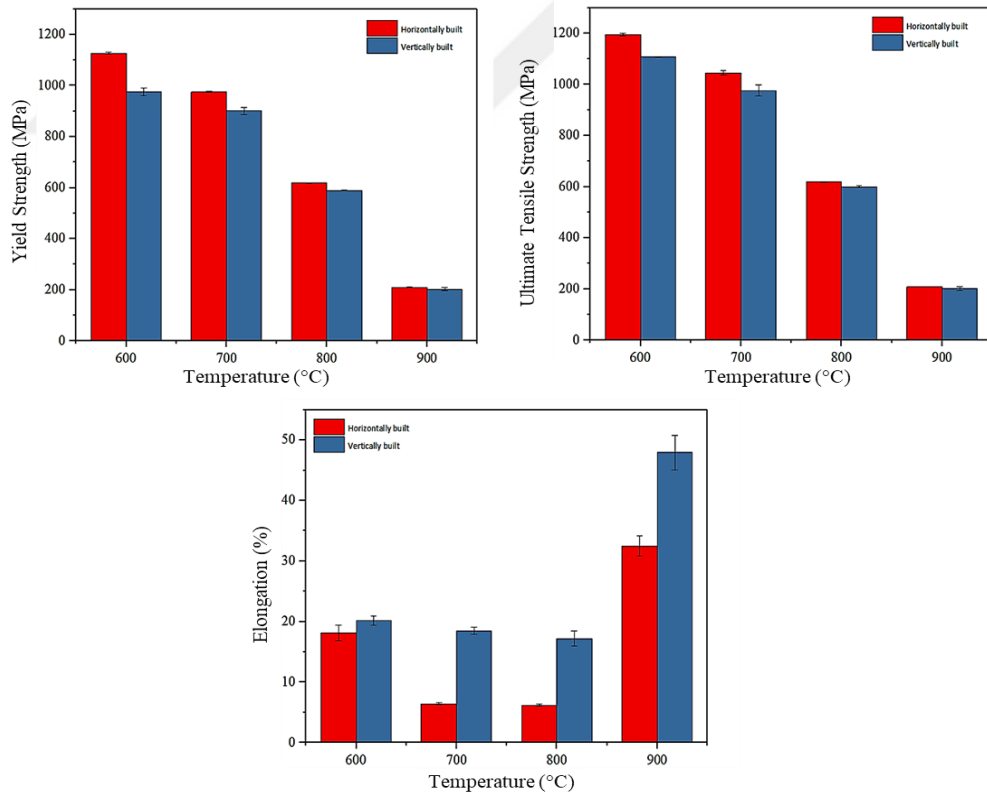 Yield Strength (MPa)
1200
1000
800
600
400
200
0
Horizontally built
Vertically built
600 700 800 900
Temperature (°C)
Ultimate Tensile Strength (MPa)
1200
1000
800
600
400
200
0
Horizontally built
Vertically built
600 700 800 900
Temperature (°C)
Elongation (%)
50
40
30
20
10
0
Horizontally built
Vertically built
600 700 800 900
Temperature (°C)